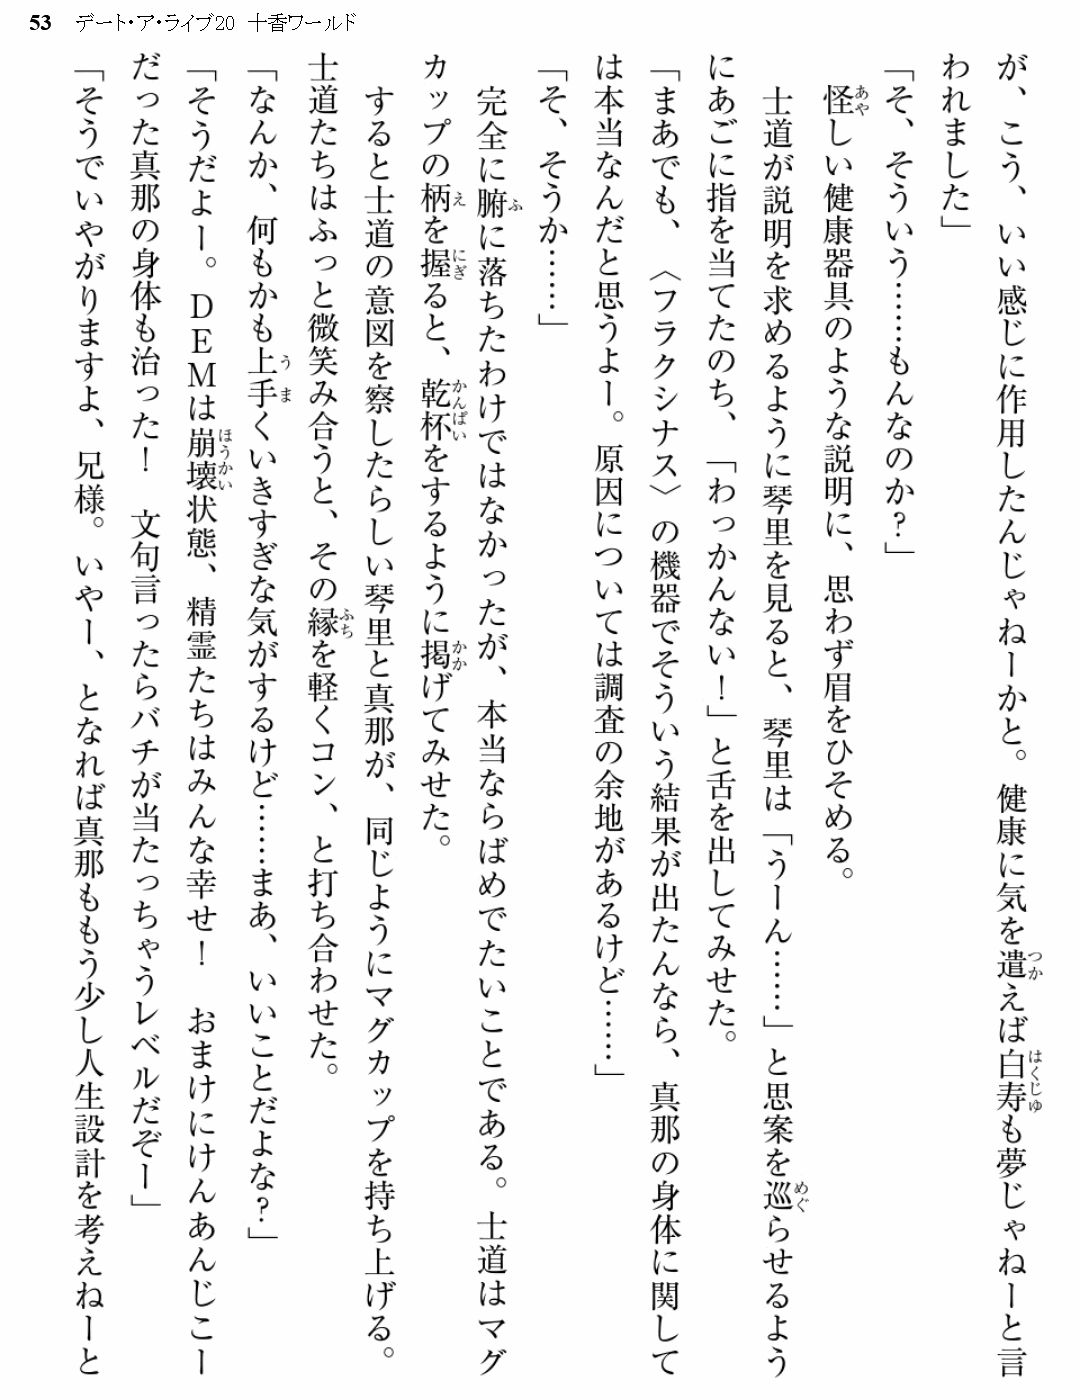 53 デート・ア・ライブ20 十香ワールド
が、こう、いい感じに作用したんじゃねーかと。健康に気を遣えば白寿も夢じゃねーと言
われました」
「そ、そういう……もんなのか?」
怪しい健康器具のような説明に、思わず眉をひそめる。
士道が説明を求めるように琴里を見ると、琴里は「うーん……」と思案を巡らせるよう
にあごに指を当てたのち、「わっかんない!」と舌を出してみせた。
「まあでも、〈フラクシナス〉の機器でそういう結果が出たんなら、真那の身体に関して
は本当なんだと思うよー。原因については調査の余地があるけど……」
「そ、そうか……」
完全に腑に落ちたわけではなかったが、本当ならばめでたいことである。士道はマグ
カップの柄を握ると、乾杯をするように掲げてみせた。
すると士道の意図を察したらしい琴里と真那が、同じようにマグカップを持ち上げる。
士道たちはふっと微笑み合うと、その縁を軽くコン、と打ち合わせた。
「なんか、何もかも上手くいきすぎな気がするけど……まあ、いいことだよな?」
「そうだよー。DEMは崩壊状態、精霊たちはみんな幸せ! おまけにけんあんじこー
だった真那の身体も治った! 文句言ったらバチが当たっちゃうレベルだぞー」
「そうでいやがりますよ、兄様。いやー、となれば真那ももう少し人生設計を考えねーと